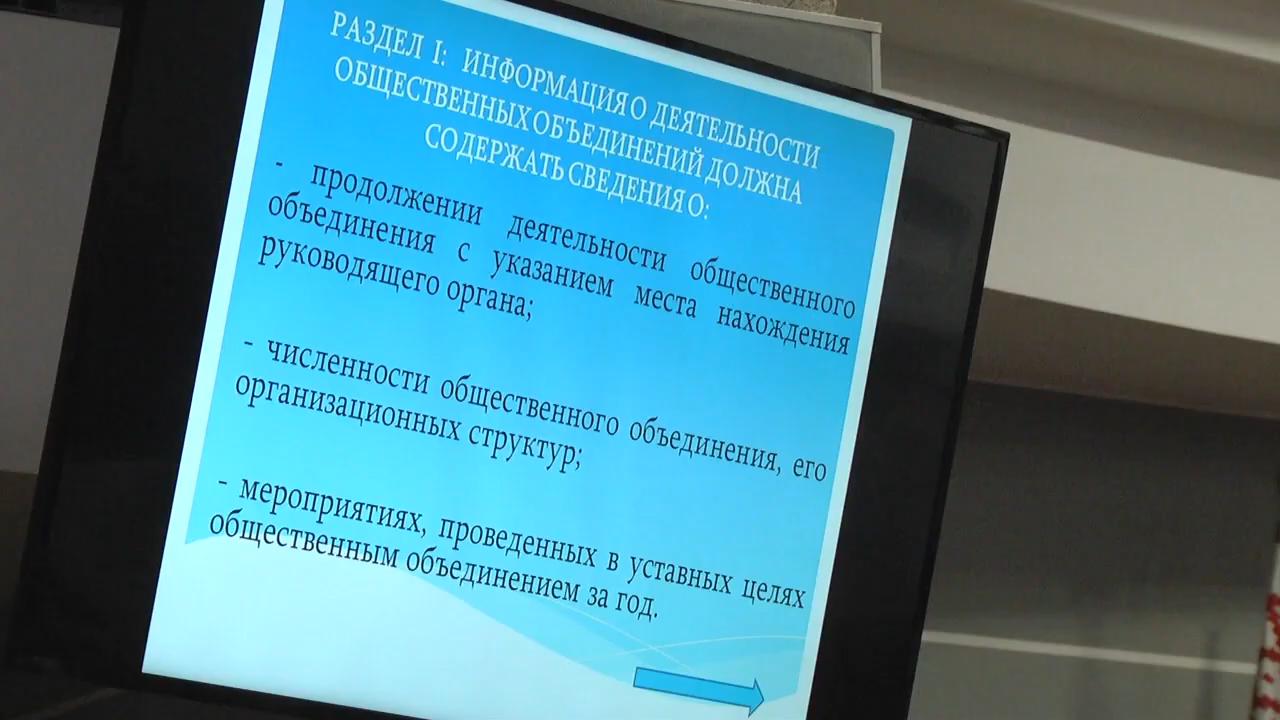 РАЗДЕЛ I: ИНФОРМАЦИЯ О ДЕЯТЕЛЬНОСТИ
ОБЩЕСТВЕННЫХ ОБЪЕДИНЕНИЙ ДОЛЖНА
СОДЕРЖАТЬ СВЕДЕНИЯ О:
- продолжении деятельности общественного
объединения с указанием места нахождения
руководящего органа;
- численности общественного объединения, его
организационных структур;
- мероприятиях, проведенных в уставных целях
общественным объединением за год.